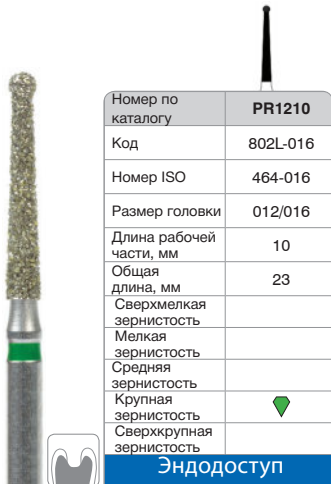 Номер по
каталогу
PR1210
Код
802L-016
Номер ISO
464-016
Размер головки
012/016
Длина рабочей
части, мм
10
Общая
длина, мм
23
Сверхмелкая
зернистость
Мелкая
зернистость
Средняя
зернистость
Крупная
зернистость
Сверхкрупная
зернистость
Эндодоступ